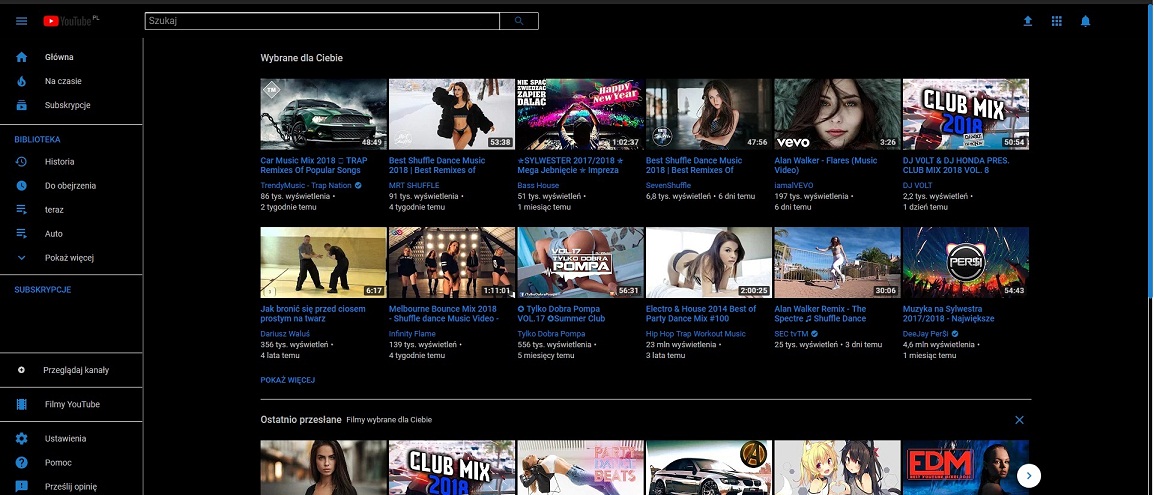 YouTube PL
Szukaj
Główna
Na czasie
Subskrypcje
BIBLIOTEKA
Historia
Do obejrzenia
teraz
Auto
Pokaż więcej
SUBSKRYPCJE
Przeglądaj kanały
Filmy YouTube
Ustawienia
Pomoc
Prześlij opinię
Wybrane dla Ciebie
TM
48:49
53:38
NIE SPAĆ
ZWIEDZAĆ
ZAPIER
DALAĆ
Happy
New Year
1:02:37
47:56
vevo
3:26
CLUB MIX
2018
50:54
Car Music Mix 2018 □ TRAP
Remixes Of Popular Songs
TrendyMusic - Trap Nation
86 tys. wyświetleń •
2 tygodnie temu
Best Shuffle Dance Music
2018 | Best Remixes of
MRT SHUFFLE
91 tys. wyświetleń •
4 tygodnie temu
★SYLWESTER 2017/2018 ★
Mega Jebnięcie ★ Impreza
Bass House
51 tys. wyświetleń •
1 miesiąc temu
Best Shuffle Dance Music
2018 | Best Remixes Of
SevenShuffle
6,8 tys. wyświetleń • 6 dni temu
Alan Walker - Flares (Music
Video)
iamalVEVO
197 tys. wyświetleń •
6 dni temu
DJ V0LT & DJ HONDA PRES.
CLUB MIX 2018 VOL. 8
DJ VOLT
2,2 tys. wyświetleń •
1 dzień temu
6:17
1:11:01
VOL 17
TYLKO DOBRA
POMPA
56:31
2:00:25
30:06
PER$I
54:43
Jak bronić się przed ciosem
prostym na twarz
Dariusz Waluś
356 tys. wyświetleń •
4 lata temu
Melbourne Bounce Mix 2018
- Shuffle dance Music Video -
Infinity Flame
139 tys. wyświetleń •
4 tygodnie temu
✪ Tylko Dobra Pompa
VOL.17 ✪Summer Club
Tylko Dobra Pompa
556 tys. wyświetleń •
5 miesięcy temu
Electro & House 2014 Best of
Party Dance Mix #100
Hip Hop Trap Workout Music
23 mln wyświetleń •
3 lata temu
Alan Walker Remix - The
Spectre ♫ Shuffle Dance
SEC tvTM
25 tys. wyświetleń • 3 dni temu
Muzyka na Sylwestra
2017/2018 - Największe
DeeJay Per$i
4,6 mln wyświetleń •
1 miesiąc temu
POKAŻ WIĘCEJ
Ostatnio przesłane Filmy wybrane dla Ciebie
CLUB MIX
2018
PARTY
DANCE
BEATS
A
EDM